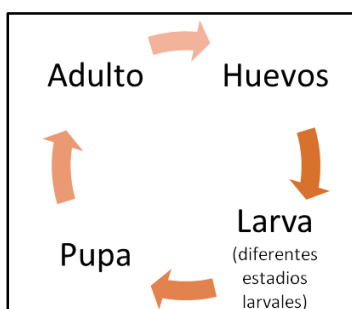 Adulto
Huevos
Larva
(diferentes
estadios
larvales)
Pupa